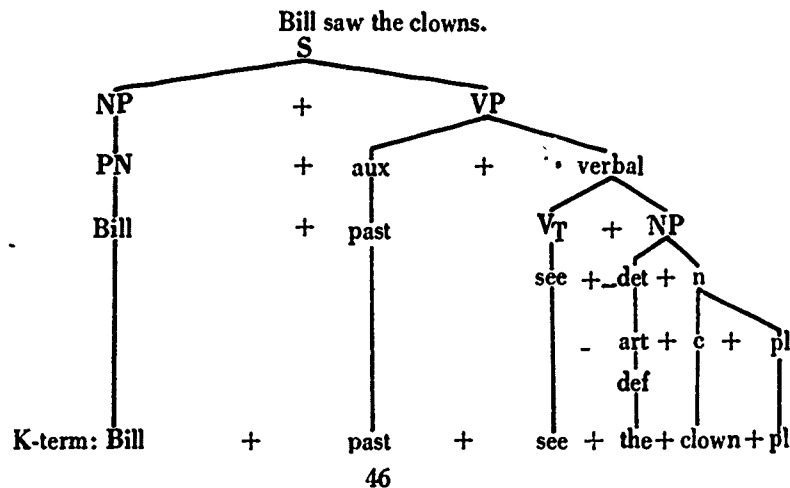 Bill saw the clowns.
S
NP + VP
PN + aux + verbal
Bill + past V_T + NP
see + det + n
art + c + pl
def
K-term: Bill + past + see + the + clown + pl
46